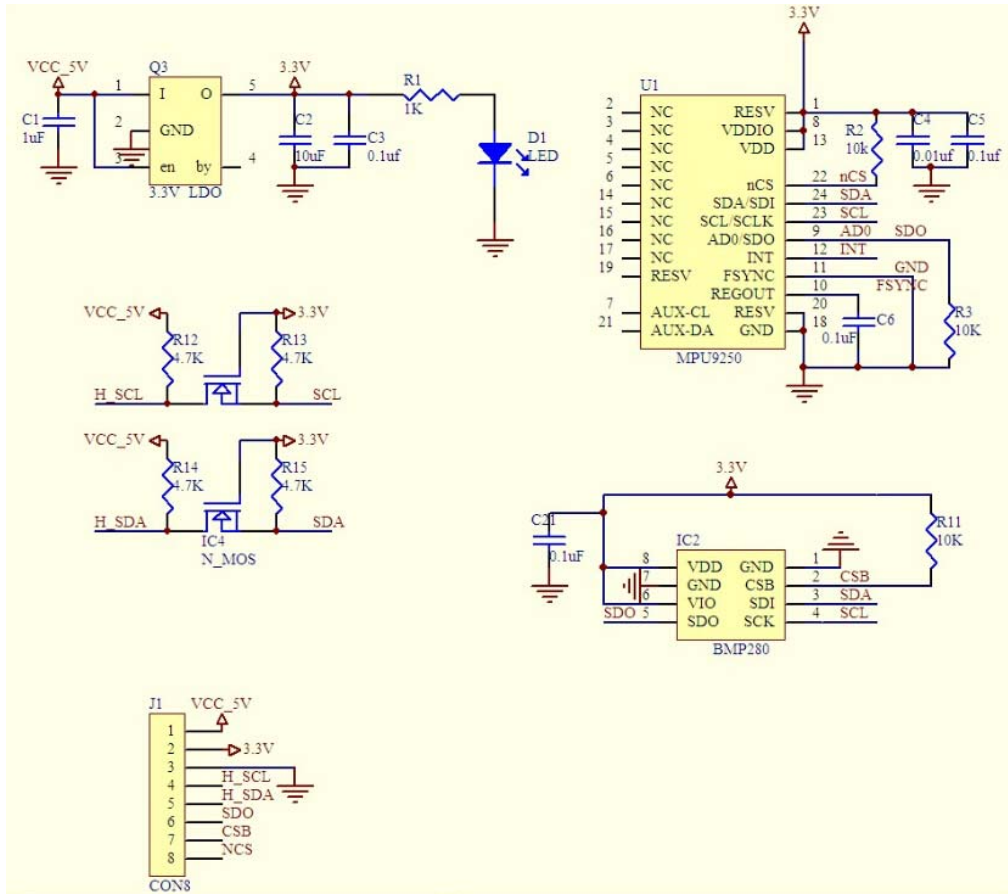 VCC_5V
Q3
3.3V
1
I
O
5
R1
1K
C1
1uF
2
GND
C2
10uF
C3
0.1uf
D1
LED
3
en
by
4
3.3V LDO
3.3V
U1
2
NC
RESV
1
3
NC
VDDIO
8
4
NC
VDD
13
5
NC
6
NC
nCS
22
nCS
14
NC
SDA/SDI
24
SDA
15
NC
SCL/SCLK
23
SCL
16
NC
AD0/SDO
9
AD0
SDO
17
NC
INT
12
INT
19
RESV
FSYNC
11
GND
FSYNC
REGOUT
10
7
AUX-CL
RESV
20
21
AUX-DA
GND
18
MPU9250
R2
10k
C4
0.01uf
C5
0.1uf
C6
0.1uF
R3
10K
VCC_5V
3.3V
R12
4.7K
R13
4.7K
H_SCL
SCL
VCC_5V
3.3V
R14
4.7K
R15
4.7K
H_SDA
SDA
IC4
N_MOS
3.3V
C21
0.1uF
IC2
R11
10K
8
VDD
GND
1
7
GND
CSB
2
CSB
6
VIO
SDI
3
SDA
SDO
5
SDO
SCK
4
SCL
BMP280
J1
VCC_5V
1
2
3.3V
3
4
H_SCL
5
H_SDA
6
SDO
7
CSB
8
NCS
CON8